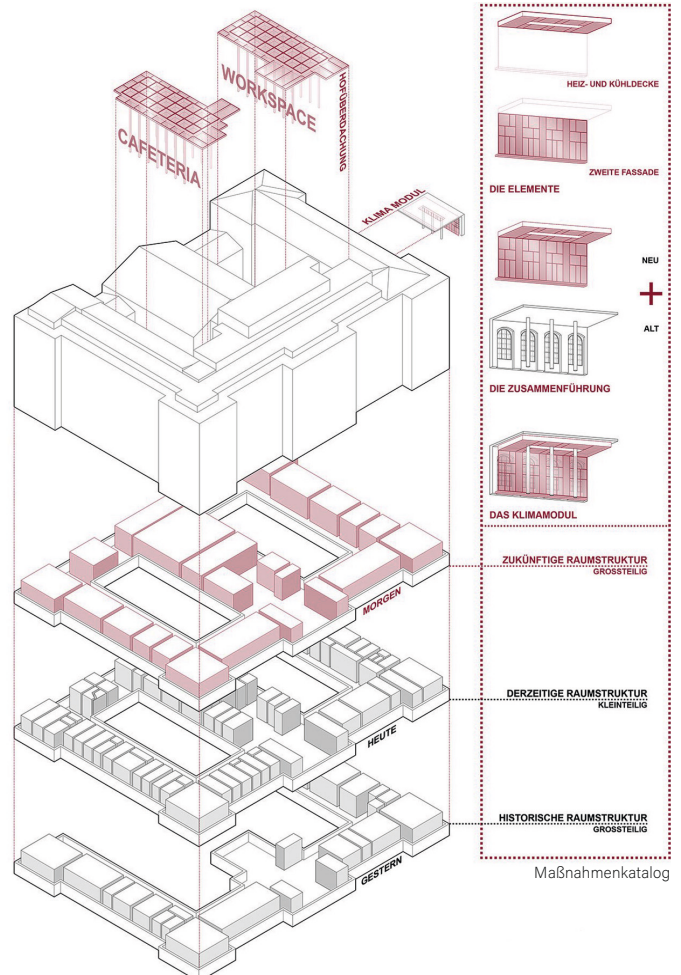 WORKSPACE
HOFÜBERDACHUNG
CAFETERIA
KLIMA MODUL
HEIZ- UND KÜHLDECKE
ZWEITE FASSADE
DIE ELEMENTE
NEU
+
ALT
DIE ZUSAMMENFÜHRUNG
DAS KLIMAMODUL
ZUKÜNFTIGE RAUMSTRUKTUR
GROSSTEILIG
MORGEN
DERZEITIGE RAUMSTRUKTUR
KLEINTEILIG
HEUTE
HISTORISCHE RAUMSTRUKTUR
GROSSTEILIG
GESTERN
Maßnahmenkatalog